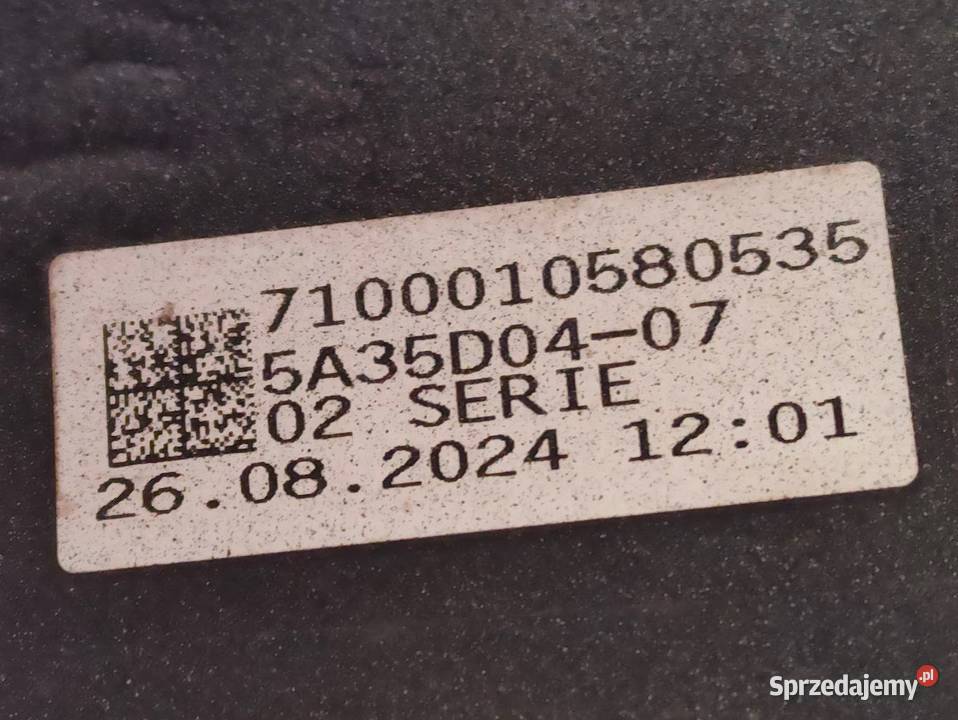 7100010580535
5A35D04-07
02 SERIE
26.08.2024 12:01
Sprzedajemy.pl